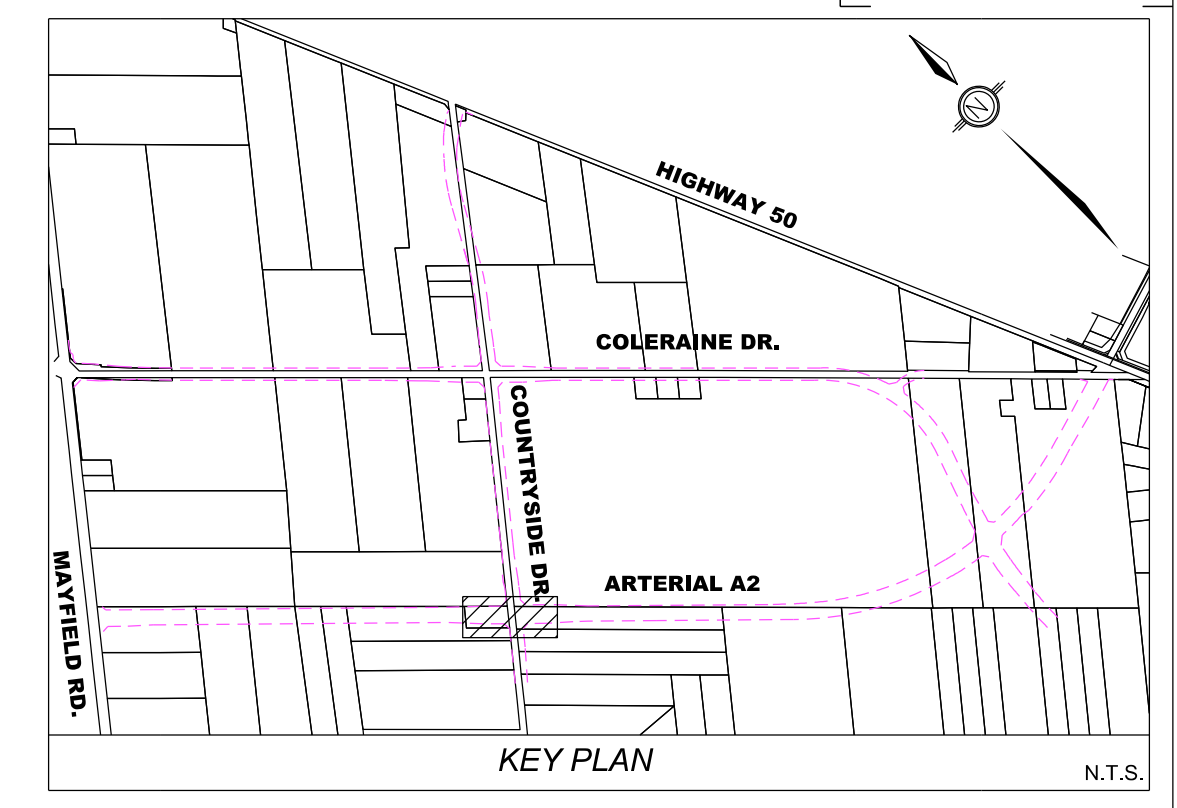 N
HIGHWAY 50
COLERAINE DR.
COUNTRYSIDE DR.
MAYFIELD RD.
ARTERIAL A2
KEY PLAN
N.T.S.